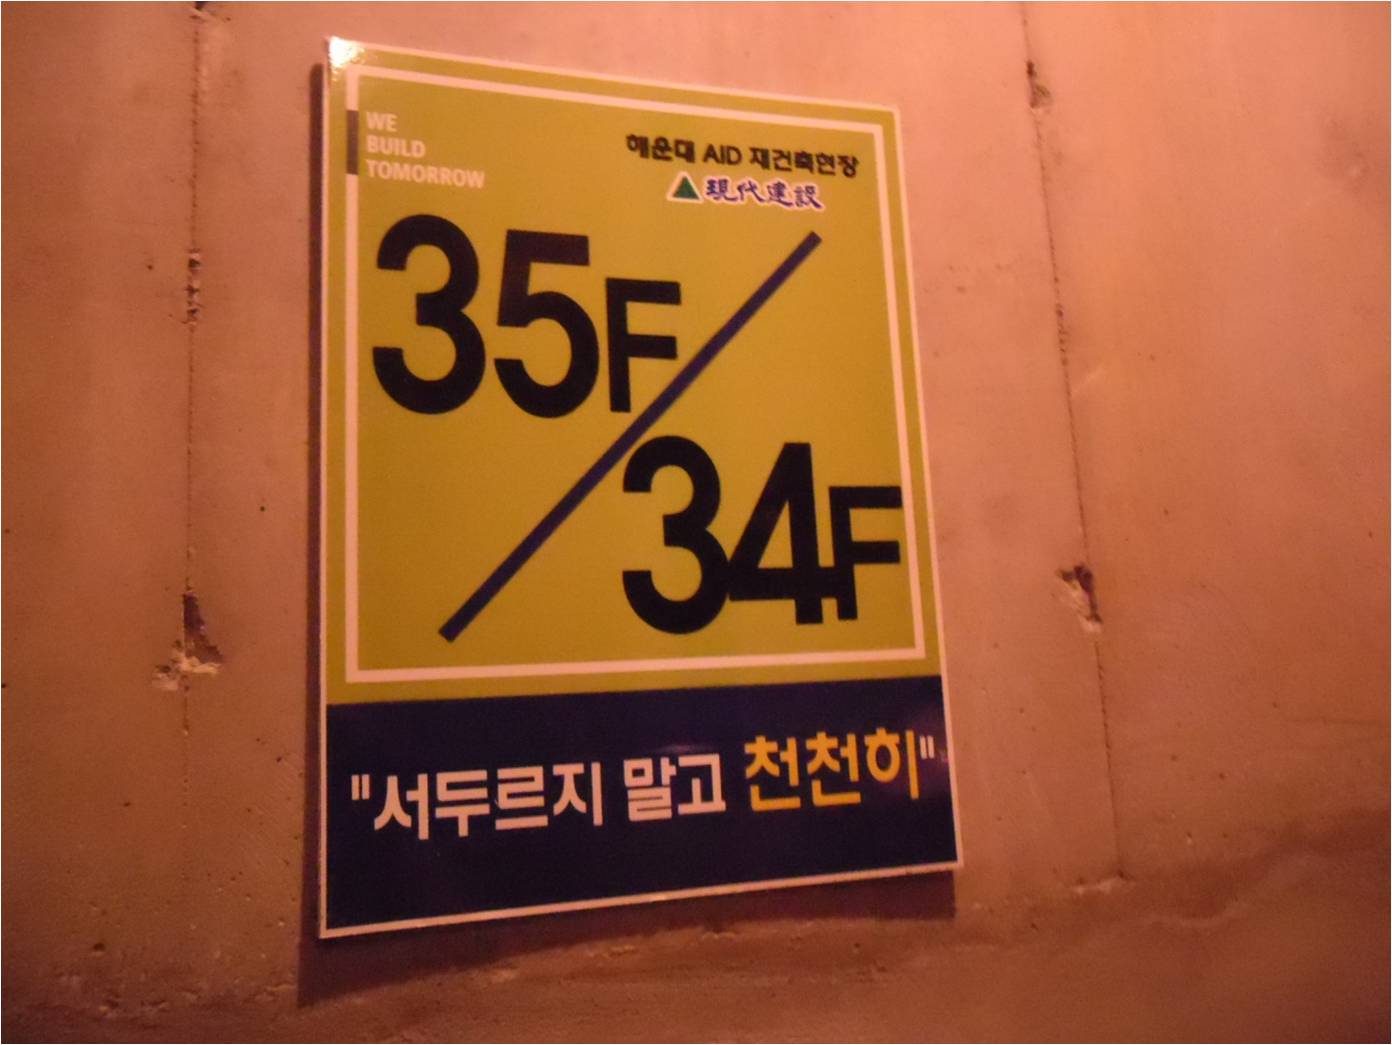 WE
BUILD
TOMORROW
해운대 AID 재건축현장
現代建設
35F
34F
"서두르지 말고 천천히"